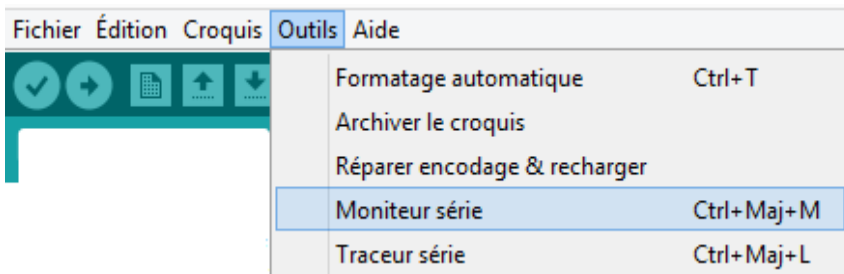 Fichier Édition Croquis Outils Aide
Formatage automatique Ctrl+T
Archiver le croquis
Réparer encodage & recharger
Moniteur série Ctrl+Maj+M
Traceur série Ctrl+Maj+L